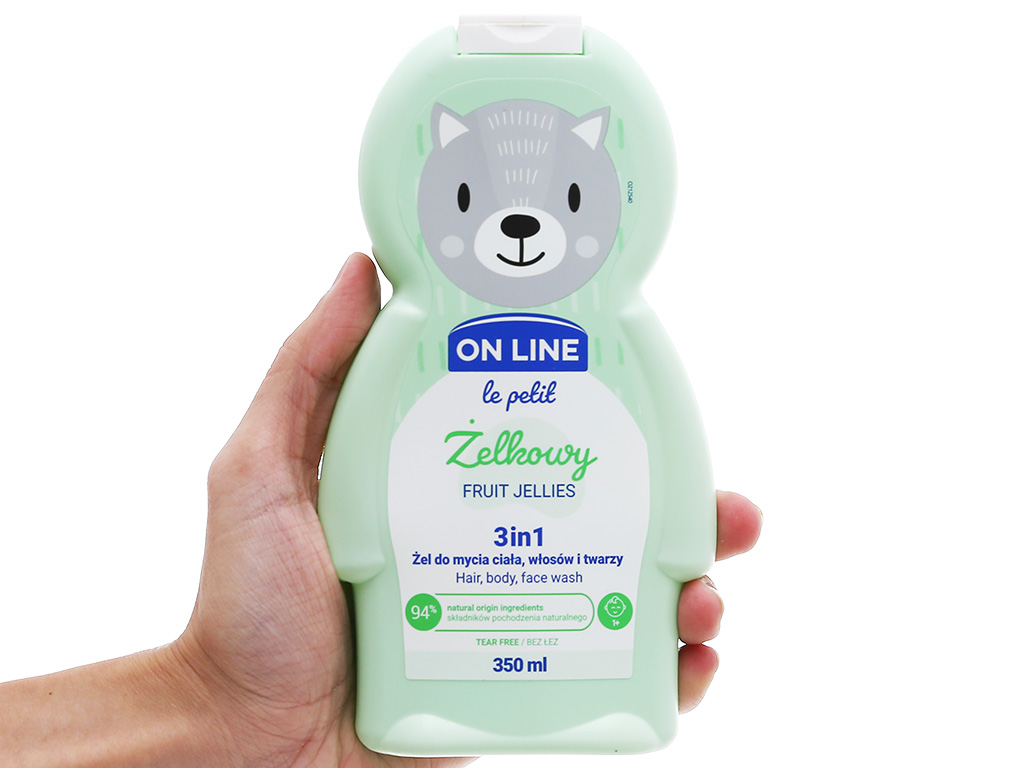 0212540
ON LINE
le petit
Żelkowy
FRUIT JELLIES
3in1
Żel do mycia ciała, włosów i twarzy
Hair, body, face wash
94%
natural origin ingredients
składników pochodzenia naturalnego
1+
TEAR FREE / BEZ ŁEZ
350 ml